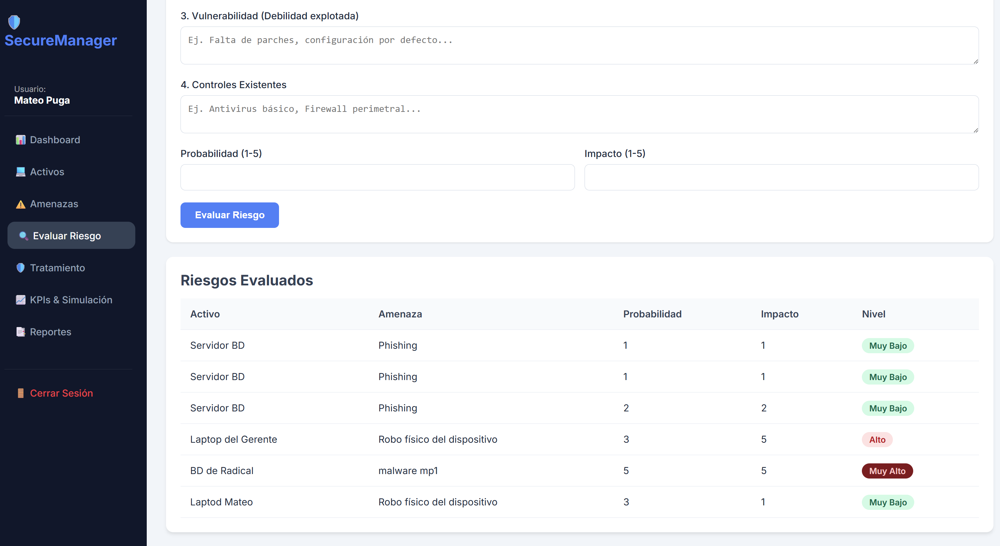 SecureManager
Usuario:
Mateo Puga
Dashboard
Activos
Amenazas
Evaluar Riesgo
Tratamiento
KPIs & Simulación
Reportes
Cerrar Sesión
3. Vulnerabilidad (Debilidad explotada)
Ej. Falta de parches, configuración por defecto...
4. Controles Existentes
Ej. Antivirus básico, Firewall perimetral...
Probabilidad (1-5) Impacto (1-5)
Evaluar Riesgo
Riesgos Evaluados
Activo Amenaza Probabilidad Impacto Nivel
Servidor BD Phishing 1 1 Muy Bajo
Servidor BD Phishing 1 1 Muy Bajo
Servidor BD Phishing 2 2 Muy Bajo
Laptop del Gerente Robo físico del dispositivo 3 5 Alto
BD de Radical malware mp1 5 5 Muy Alto
Laptod Mateo Robo físico del dispositivo 3 1 Muy Bajo